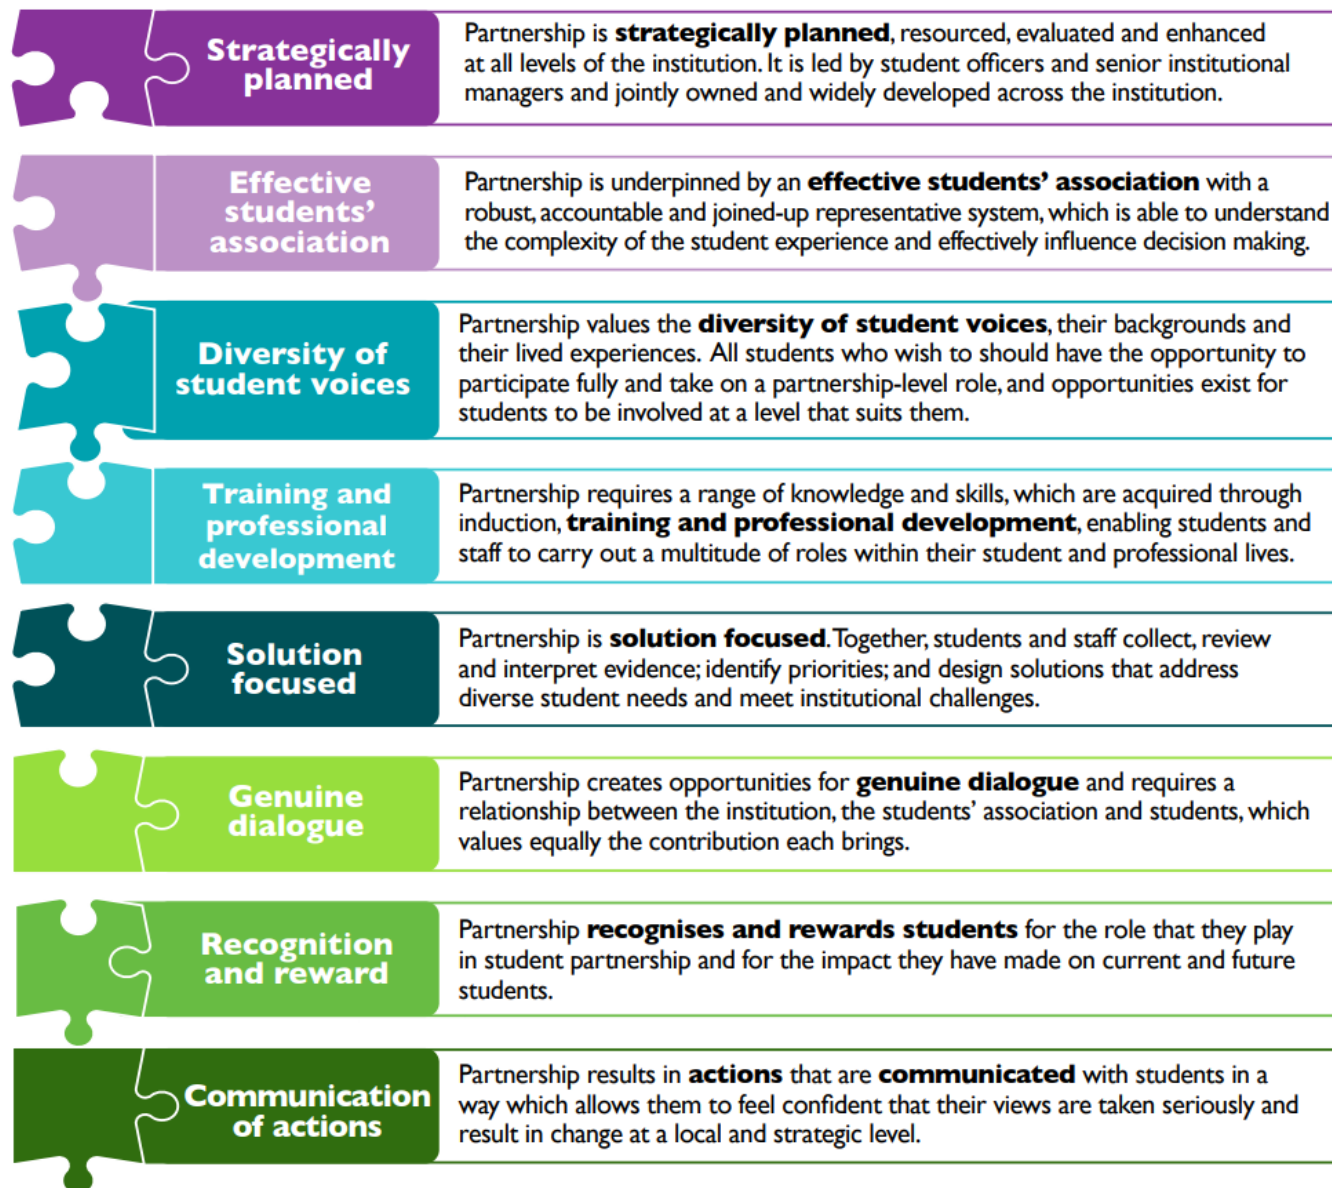 Strategically
planned
Partnership is strategically planned, resourced, evaluated and enhanced
at all levels of the institution. It is led by student officers and senior institutional
managers and jointly owned and widely developed across the institution.
Effective
students’
association
Partnership is underpinned by an effective students’ association with a
robust, accountable and joined-up representative system, which is able to understand
the complexity of the student experience and effectively influence decision making.
Diversity of
student voices
Partnership values the diversity of student voices, their backgrounds and
their lived experiences. All students who wish to should have the opportunity to
participate fully and take on a partnership-level role, and opportunities exist for
students to be involved at a level that suits them.
Training and
professional
development
Partnership requires a range of knowledge and skills, which are acquired through
induction, training and professional development, enabling students and
staff to carry out a multitude of roles within their student and professional lives.
Solution
focused
Partnership is solution focused. Together, students and staff collect, review
and interpret evidence; identify priorities; and design solutions that address
diverse student needs and meet institutional challenges.
Genuine
dialogue
Partnership creates opportunities for genuine dialogue and requires a
relationship between the institution, the students’ association and students, which
values equally the contribution each brings.
Recognition
and reward
Partnership recognises and rewards students for the role that they play
in student partnership and for the impact they have made on current and future
students.
Communication
of actions
Partnership results in actions that are communicated with students in a
way which allows them to feel confident that their views are taken seriously and
result in change at a local and strategic level.